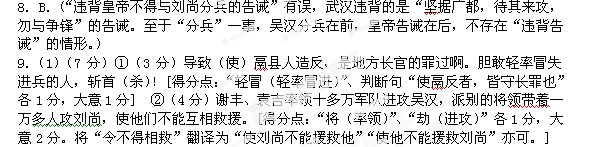 8. B.（“违背皇帝不得与刘尚分兵的告诫”有误，武汉违背的是“坚据广都，待其来攻，
勿与争锋”的告诫。至于“分兵”一事，吴汉分兵在前，皇帝告诫在后，不存在“违背告
诫”的情形。）
9.（1）(7 分) ①（3 分）导致（使）鬲县人造反，是地方长官的罪过啊。胆敢轻率冒失
进兵的人，斩首（杀）！[得分点：“轻冒（轻率冒进）”、判断句“使鬲反者，皆守长罪也”
各 1 分，大意 1 分] ②（4 分）谢丰、袁吉率领十多万军队进攻吴汉，派别的将领带惹一
万多人攻刘尚，使他们不能互相救援。[得分点：“将（率领）”、“劫（进攻）”各 1 分，大
意 2 分。将“令不得相救”翻译为“使刘尚不能援救他”“使他不能救援刘尚”亦可。]